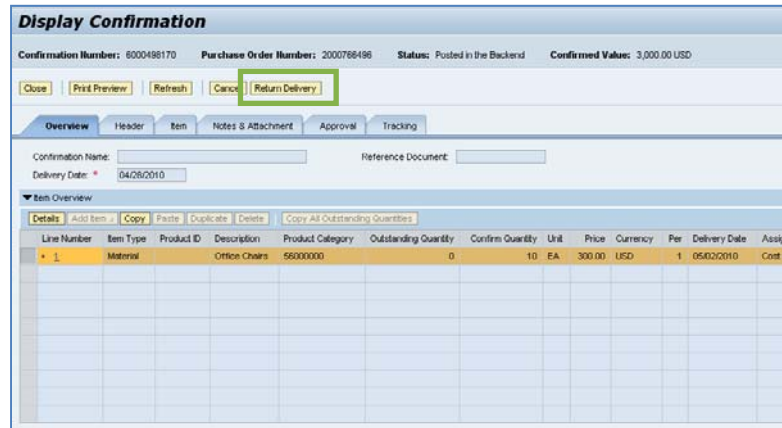 Display Confirmation
Confirmation Number: 6000498170 Purchase Order Number: 2000766496 Status: Posted in the Backend Confirmed Value: 3,000.00 USD
Close Print Preview Refresh Cancel Return Delivery
Overview Header Item Notes & Attachment Approval Tracking
Confirmation Name: Reference Document:
Delivery Date: * 04/28/2010
Item Overview
Details Add Item Copy Paste Duplicate Delete Copy All Outstanding Quantities
Line Number Item Type Product ID Description Product Category Outstanding Quantity Confirm Quantity Unit Price Currency Per Delivery Date Assig
• 1 Material Office Chairs 56000000 0 10 EA 300.00 USD 1 05/02/2010 Cost